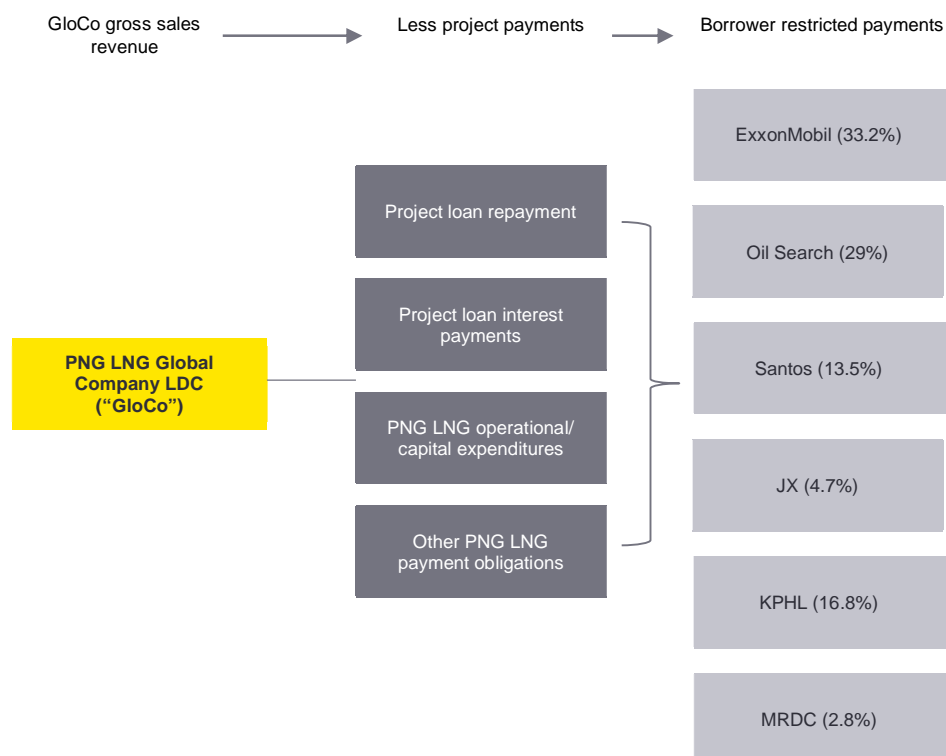 GloCo gross sales
revenue
Less project payments
Borrower restricted payments
PNG LNG Global
Company LDC
(“GloCo”)
Project loan repayment
Project loan interest
payments
PNG LNG operational/
capital expenditures
Other PNG LNG
payment obligations
ExxonMobil (33.2%)
Oil Search (29%)
Santos (13.5%)
JX (4.7%)
KPHL (16.8%)
MRDC (2.8%)